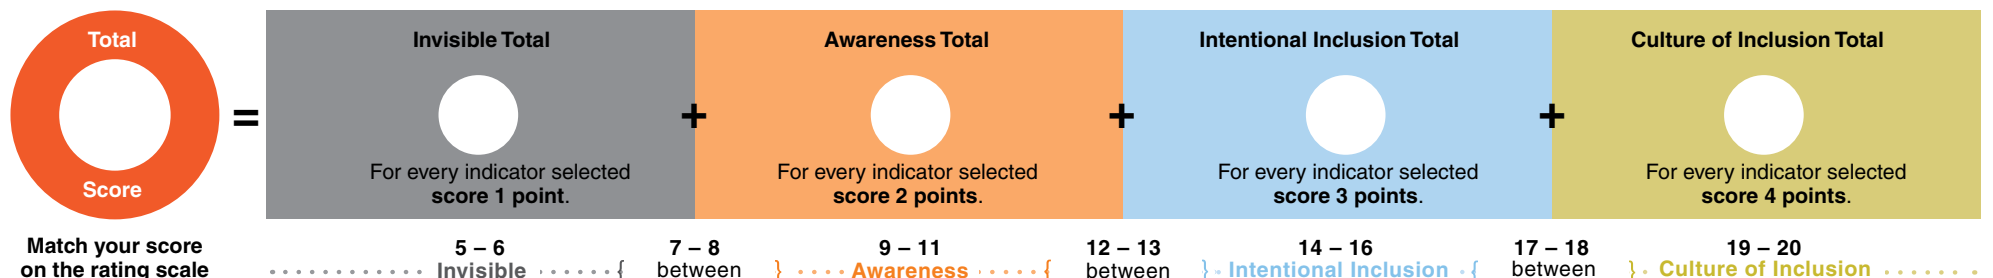 Total
Score
=
Invisible Total
For every indicator selected
score 1 point.
+
Awareness Total
For every indicator selected
score 2 points.
+
Intentional Inclusion Total
For every indicator selected
score 3 points.
+
Culture of Inclusion Total
For every indicator selected
score 4 points.
Match your score
on the rating scale
5 – 6
Invisible
7 – 8
between
9 – 11
Awareness
12 – 13
between
14 – 16
Intentional Inclusion
17 – 18
between
19 – 20
Culture of Inclusion